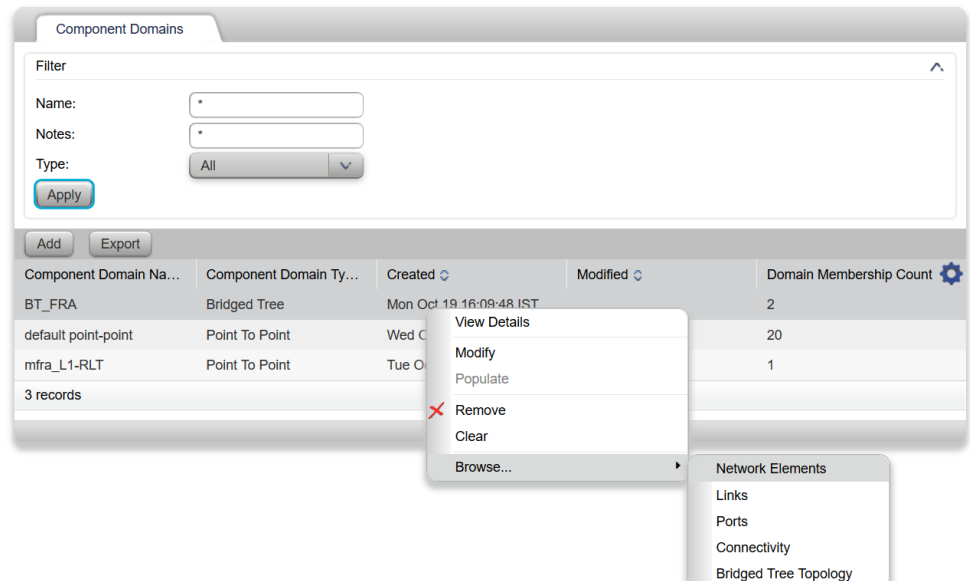 Component Domains
Filter
Name: *
Notes: *
Type: All
Apply
Add Export
Component Domain Na... Component Domain Ty... Created Modified Domain Membership Count
BT_FRA Bridged Tree Mon Oct 19 16:09:48 IST 2
default point-point Point To Point Wed 20
mfra_L1-RLT Point To Point Tue 1
3 records
View Details
Modify
Populate
Remove
Clear
Browse...
Network Elements
Links
Ports
Connectivity
Bridged Tree Topology